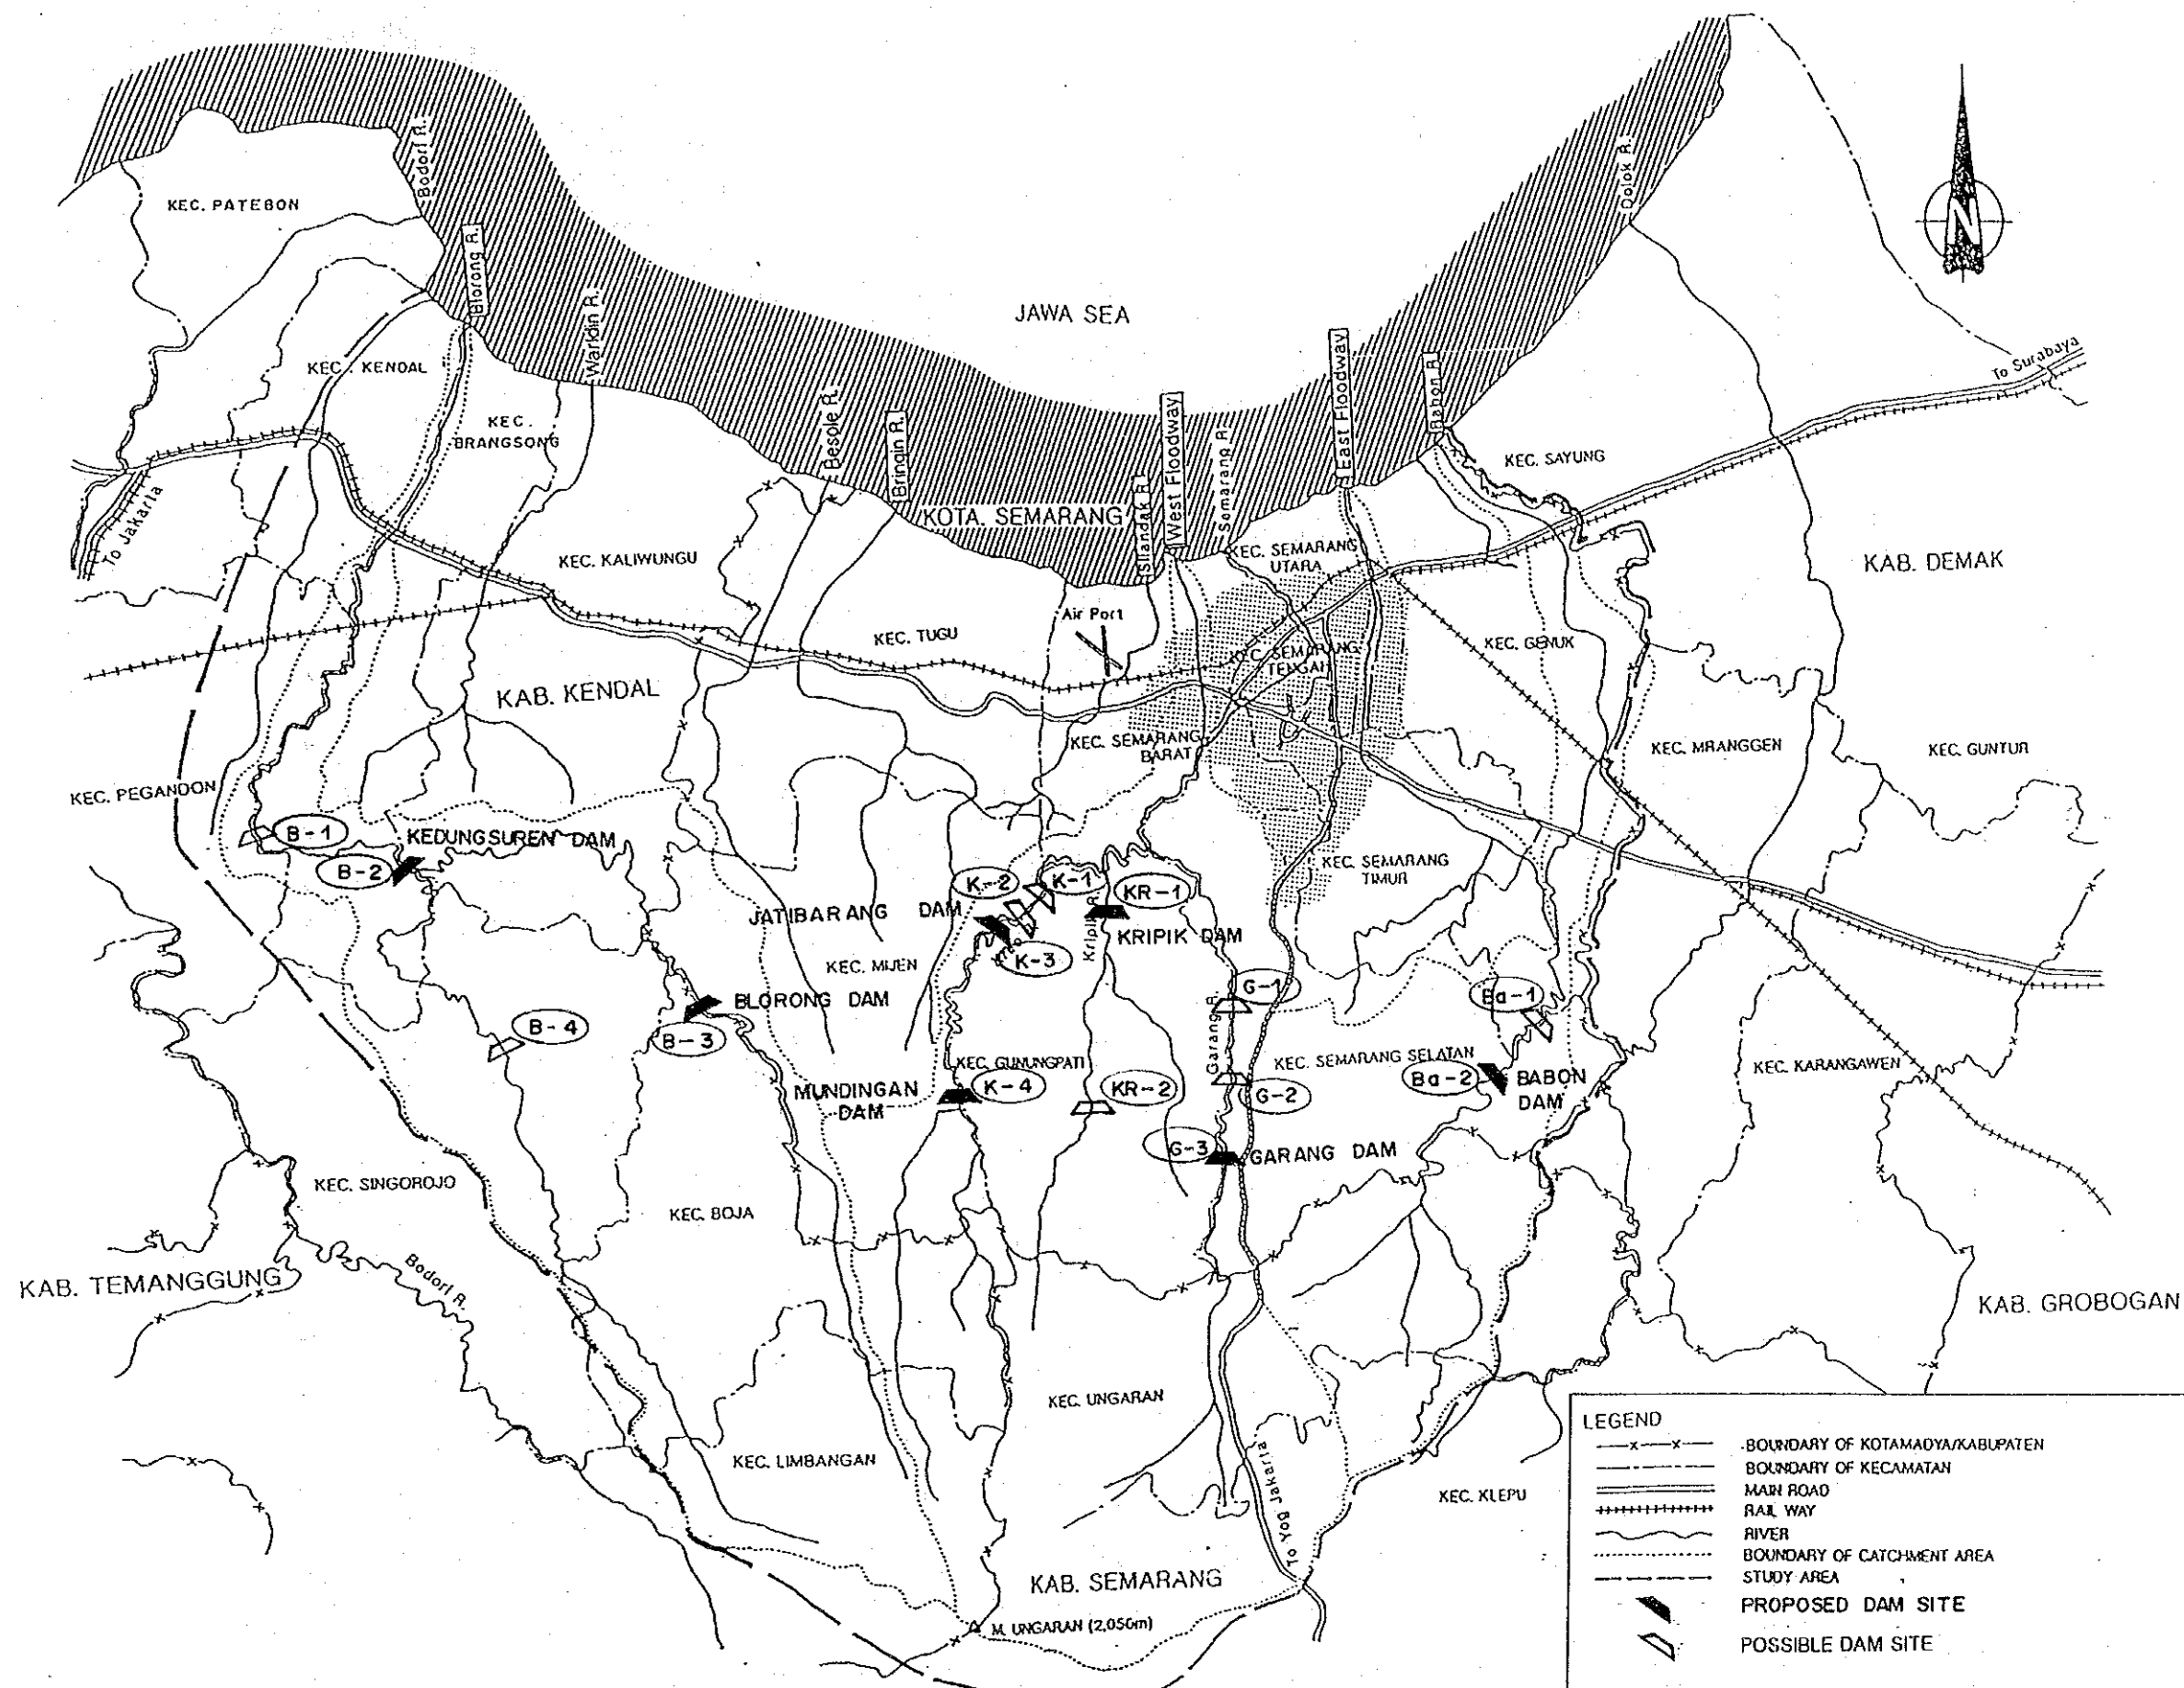 Bodorl R.
Dolok R.
KEC. PATEBON
Blorong R.
N
Warkdin R.
JAWA SEA
KEC. KENDAL
East Floodway
Babon R.
To Surabaya
KEC.
BRANGSONG
Besole R.
Bringin R.
West Floodway
Semarang R.
KEC. SAYUNG
To Jakarta
KOTA. SEMARANG
Silandak R.
KEC. KALIWUNGU
KEC. SEMARANG
UTARA
KAB. DEMAK
Air Port
KEC. TUGU
KEC. SEMARANG
TENGAH
KEC. GENUK
KAB. KENDAL
KEC. SEMARANG
BARAT
KEC. MRANGGEN
KEC. GUNTUR
KEC. PEGANDON
B-1
KEDUNGSUREN DAM
B-2
KEC. SEMARANG
TIMUR
K-2
K-1
KR-1
JATIBARANG DAM
Kripik R.
KRIPIK DAM
K-3
KEC. MIJEN
G-1
Ba-1
BLORONG DAM
Garang R.
B-4
B-3
KEC. GUNUNGPATI
KEC. SEMARANG SELATAN
KEC. KARANGAWEN
MUNDINGAN
DAM
K-4
KR-2
G-2
Ba-2
BABON
DAM
G-3
GARANG DAM
KEC. SINGOROJO
KEC. BOJA
KAB. TEMANGGUNG
Bodorl R.
KAB. GROBOGAN
KEC. UNGARAN
KEC. LIMBANGAN
To Yog Jakarta
KEC. KLEPU
KAB. SEMARANG
M. UNGARAN (2,050m)
LEGEND
BOUNDARY OF KOTAMADYA/KABUPATEN
BOUNDARY OF KECAMATAN
MAIN ROAD
RAIL WAY
RIVER
BOUNDARY OF CATCHMENT AREA
STUDY AREA
PROPOSED DAM SITE
POSSIBLE DAM SITE